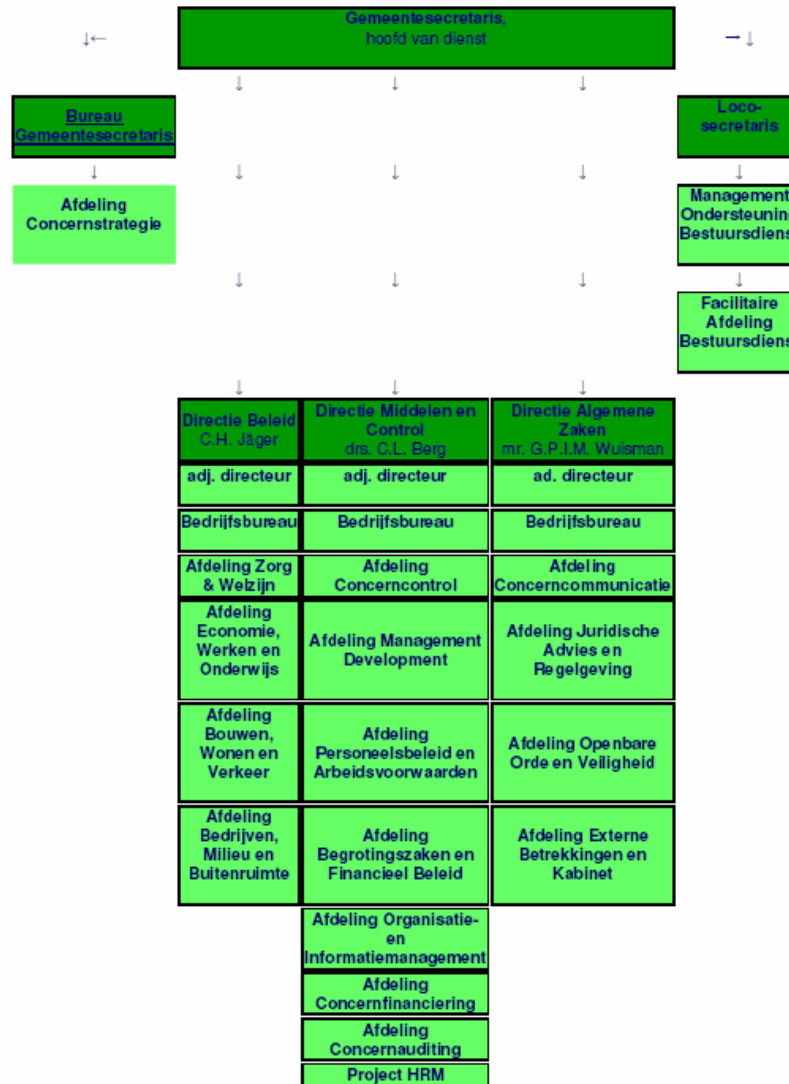 Gemeentesecretaris,
hoofd van dienst
↓←
→↓
↓ ↓ ↓
Bureau
Gemeentesecretaris
Loco-
secretaris
↓ ↓ ↓ ↓ ↓
Afdeling
Concernstrategie
Management
Ondersteuning
Bestuursdiens
↓ ↓ ↓ ↓
Facilitaire
Afdeling
Bestuursdiens
↓ ↓ ↓
Directie Beleid
C.H. Jäger
Directie Middelen en
Control
drs. C.L. Berg
Directie Algemene
Zaken
mr. G.P.I.M. Wuisman
adj. directeur
adj. directeur
ad. directeur
Bedrijfsbureau
Bedrijfsbureau
Bedrijfsbureau
Afdeling Zorg
& Welzijn
Afdeling
Concerncontrol
Afdeling
Concerncommunicatie
Afdeling
Economie,
Werken en
Onderwijs
Afdeling Management
Development
Afdeling Juridische
Advies en
Regelgeving
Afdeling
Bouwen,
Wonen en
Verkeer
Afdeling
Personeelsbeleid en
Arbeidsvoorwaarden
Afdeling Openbare
Orde en Veiligheid
Afdeling
Bedrijven,
Milieu en
Buitenruimte
Afdeling
Begrotingszaken en
Financieel Beleid
Afdeling Externe
Betrekkingen en
Kabinet
Afdeling Organisatie-
en
Informatiemanagement
Afdeling
Concernfinanciering
Afdeling
Concernauditing
Project HRM